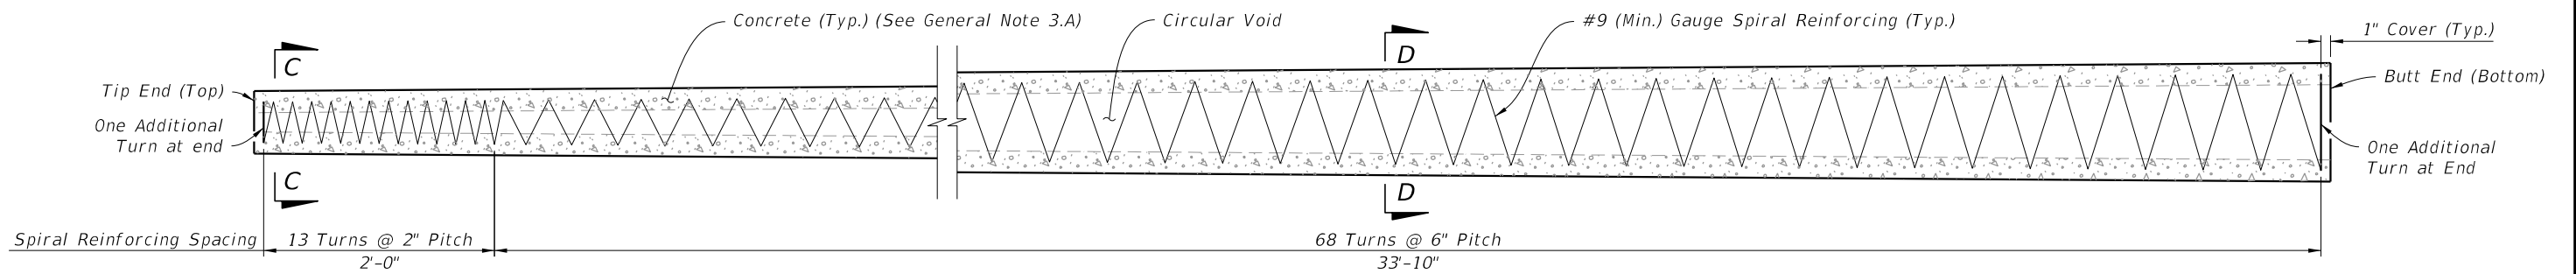 Concrete (Typ.) (See General Note 3.A)
Circular Void
#9 (Min.) Gauge Spiral Reinforcing (Typ.)
1" Cover (Typ.)
C
D
Tip End (Top)
Butt End (Bottom)
One Additional
Turn at end
One Additional
Turn at End
C
D
Spiral Reinforcing Spacing
13 Turns @ 2" Pitch
68 Turns @ 6" Pitch
2'-0"
33'-10"